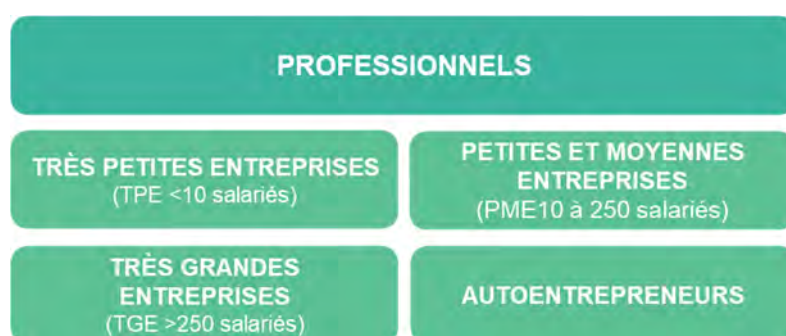 PROFESSIONNELS
TRÈS PETITES ENTREPRISES
(TPE <10 salariés)
PETITES ET MOYENNES
ENTREPRISES
(PME10 à 250 salariés)
TRÈS GRANDES
ENTREPRISES
(TGE >250 salariés)
AUTOENTREPRENEURS